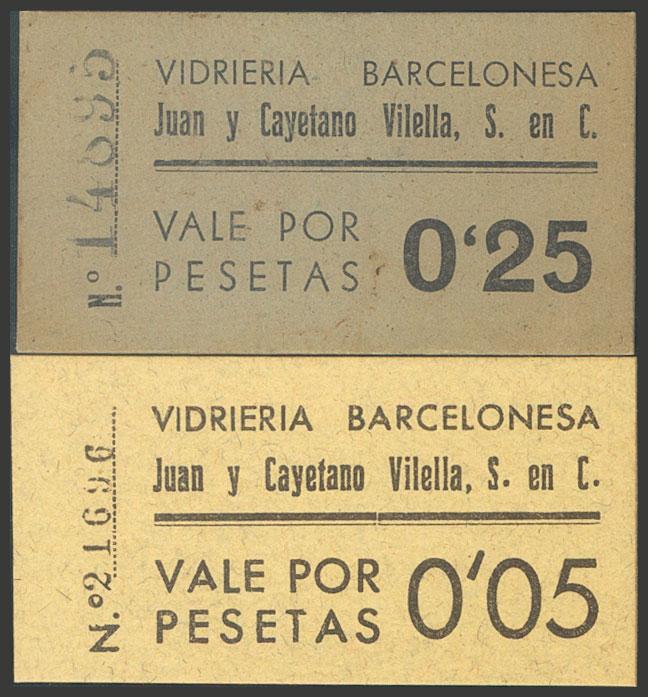 N.º
VIDRIERIA BARCELONESA
Juan y Cayetano Vilella, S. en C.
VALE POR
PESETAS 0‘25
N.º 21696
VIDRIERIA BARCELONESA
Juan y Cayetano Vilella, S. en C.
VALE POR
PESETAS 0'05